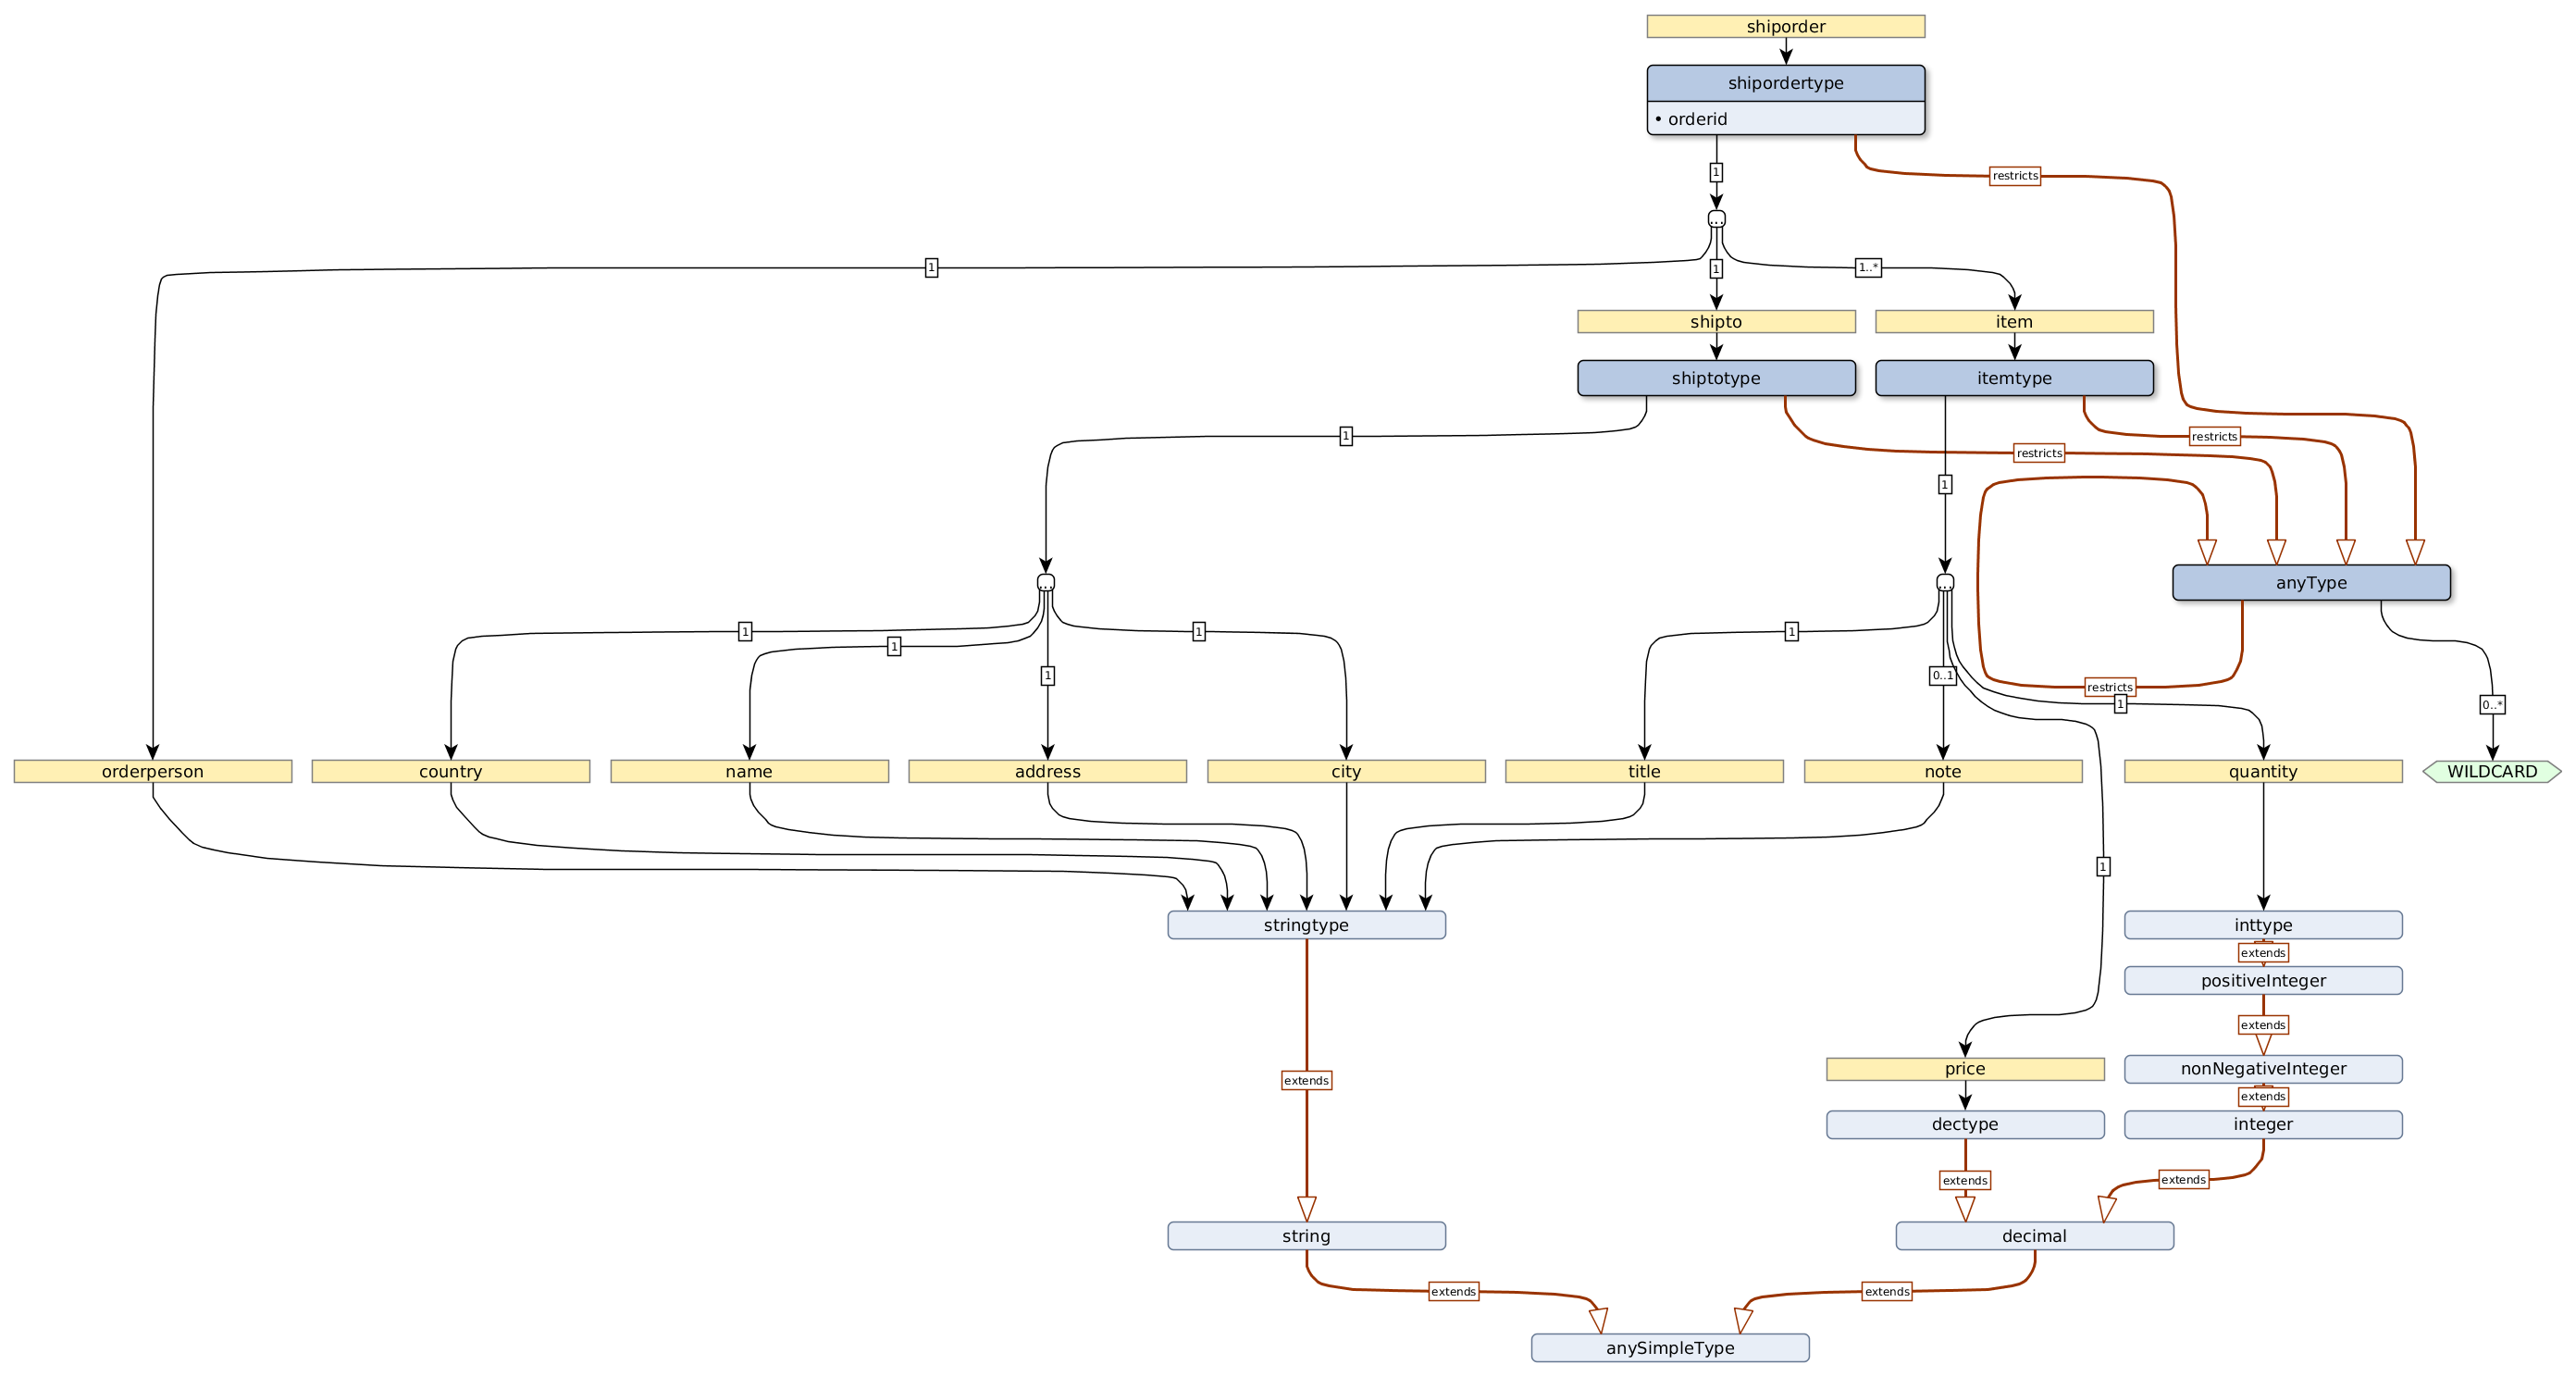 shiporder
shipordertype
• orderid
1
restricts
...
1
1
1..*
shipto
item
shiptotype
itemtype
1
restricts
restricts
1
...
...
anyType
1
1
1
1
1
0..1
restricts
1
0..*
orderperson
country
name
address
city
title
note
quantity
WILDCARD
1
stringtype
inttype
extends
positiveInteger
extends
extends
price
nonNegativeInteger
extends
dectype
integer
extends
extends
string
decimal
extends
extends
anySimpleType